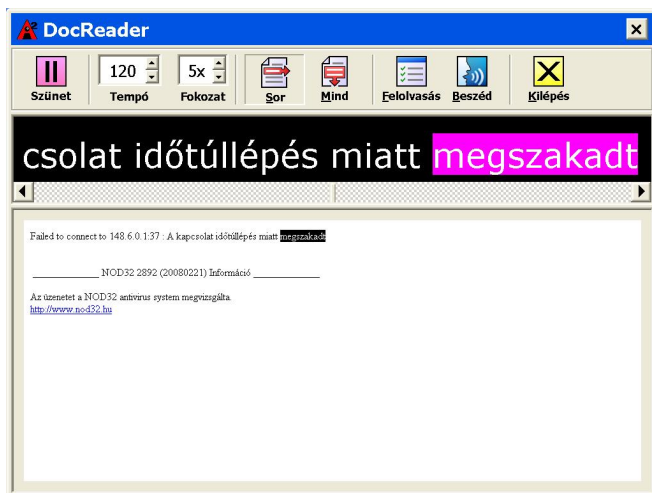 DocReader
120 5x
Szünet Tempó Fokozat Sor Mind Felolvasás Beszéd Kilépés
csolat időtúllépés miatt megszakadt
Failed to connect to 148.6.0.1:37 : A kapcsolat időtúllépés miatt megszakadt
__________ NOD32 2892 (20080221) Információ __________
Az üzenetet a NOD32 antivirus system megvizsgálta.
http://www.nod32.hu